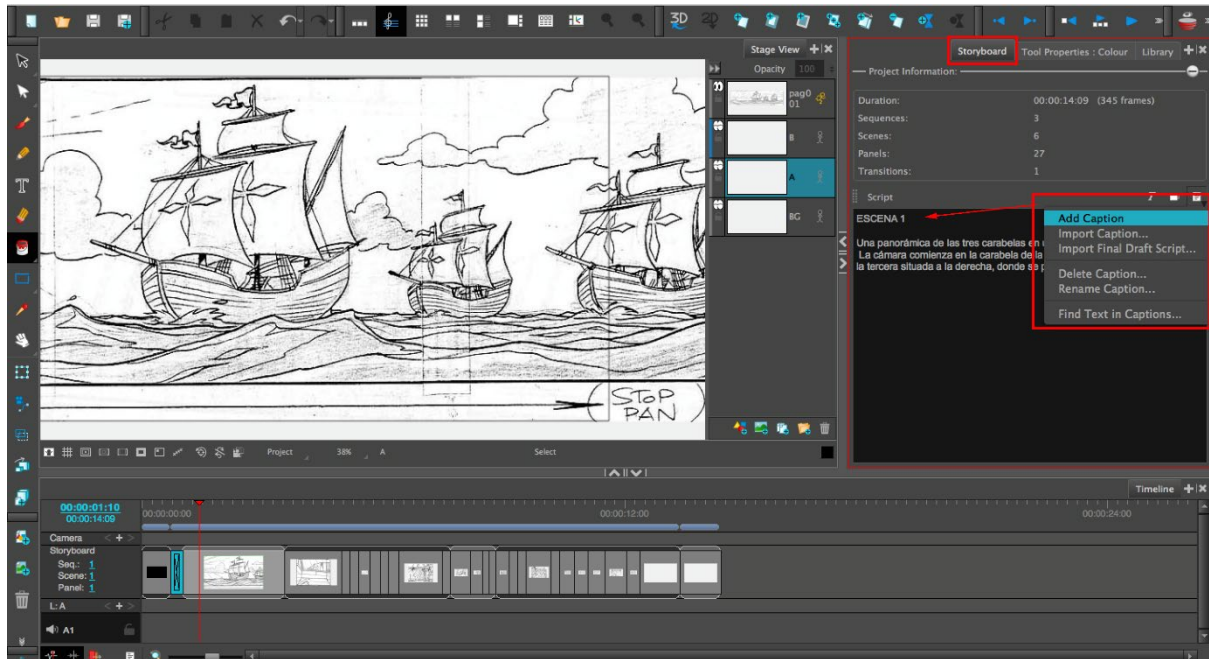 3D
2D
Stage View
Opacity 100
pag0
01
B
A
BG
STOP
PAN
Project
38%
A
Select
Storyboard
Tool Properties : Colour
Library
Project Information:
Duration: 00:00:14:09 (345 frames)
Sequences: 3
Scenes: 6
Panels: 27
Transitions: 1
Script
ESCENA 1
Una panorámica de las tres carabelas en
La cámara comienza en la carabela de la
la tercera situada a la derecha, donde se
Add Caption
Import Caption...
Import Final Draft Script...
Delete Caption...
Rename Caption...
Find Text in Captions...
Timeline
00:00:01:10
00:00:14:09
00:00:00:00
00:00:12:00
00:00:24:00
Camera
Storyboard
Seq.: 1
Scene: 1
Panel: 1
L: A
A1